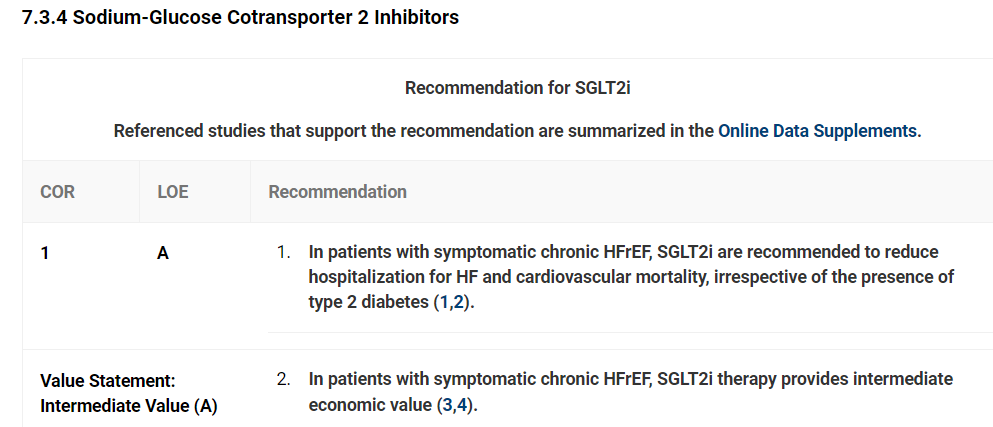 7.3.4 Sodium-Glucose Cotransporter 2 Inhibitors
Recommendation for SGLT2i
Referenced studies that support the recommendation are summarized in the Online Data Supplements.
COR LOE Recommendation
1 A 1. In patients with symptomatic chronic HFrEF, SGLT2i are recommended to reduce
hospitalization for HF and cardiovascular mortality, irrespective of the presence of
type 2 diabetes (1,2).
Value Statement:
Intermediate Value (A)
2. In patients with symptomatic chronic HFrEF, SGLT2i therapy provides intermediate
economic value (3,4).